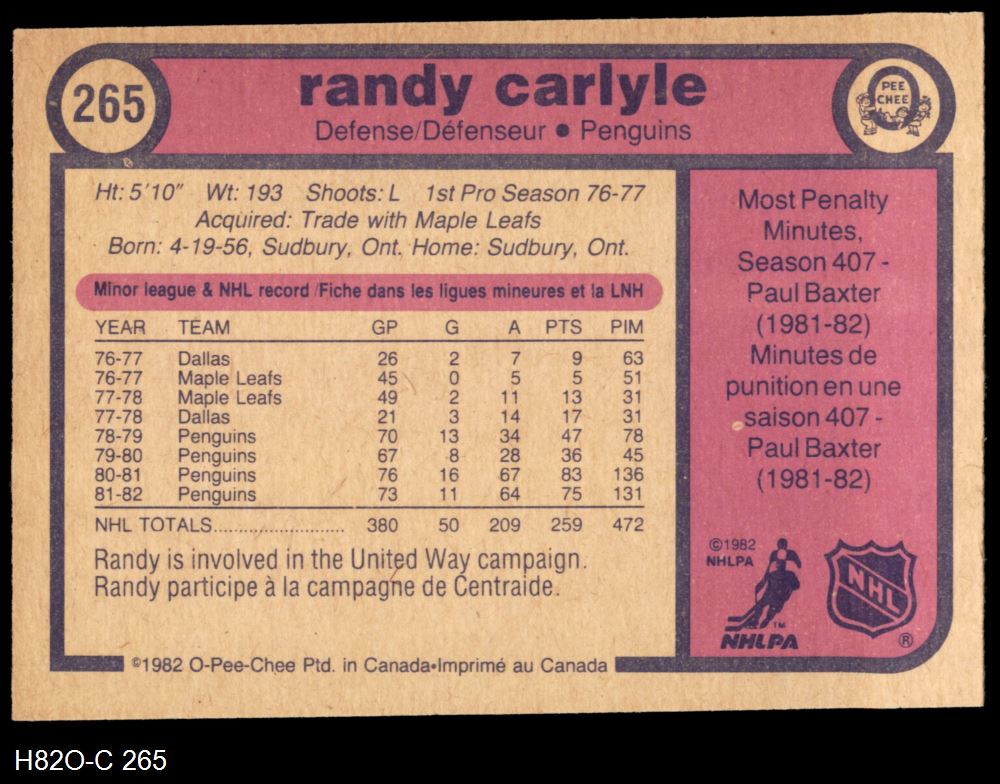 265
randy carlyle
Defense/Défenseur ● Penguins
PEE
CHEE
Ht: 5'10" Wt: 193 Shoots: L 1st Pro Season 76-77
Acquired: Trade with Maple Leafs
Born: 4-19-56, Sudbury, Ont. Home: Sudbury, Ont.
Minor league & NHL record/Fiche dans les ligues mineures et la LNH
YEAR TEAM GP G A PTS PIM
76-77 Dallas 26 2 7 9 63
76-77 Maple Leafs 45 0 5 5 51
77-78 Maple Leafs 49 2 11 13 31
77-78 Dallas 21 3 14 17 31
78-79 Penguins 70 13 34 47 78
79-80 Penguins 67 8 28 36 45
80-81 Penguins 76 16 67 83 136
81-82 Penguins 73 11 64 75 131
NHL TOTALS............................ 380 50 209 259 472
Randy is involved in the United Way campaign.
Randy participe à la campagne de Centraide.
©1982 O-Pee-Chee Ptd. in Canada•Imprimé au Canada
Most Penalty
Minutes,
Season 407 -
Paul Baxter
(1981-82)
Minutes de
punition en une
saison 407 -
Paul Baxter
(1981-82)
©1982
NHLPA
TM
NHLPA
NHL
®
H82O-C 265